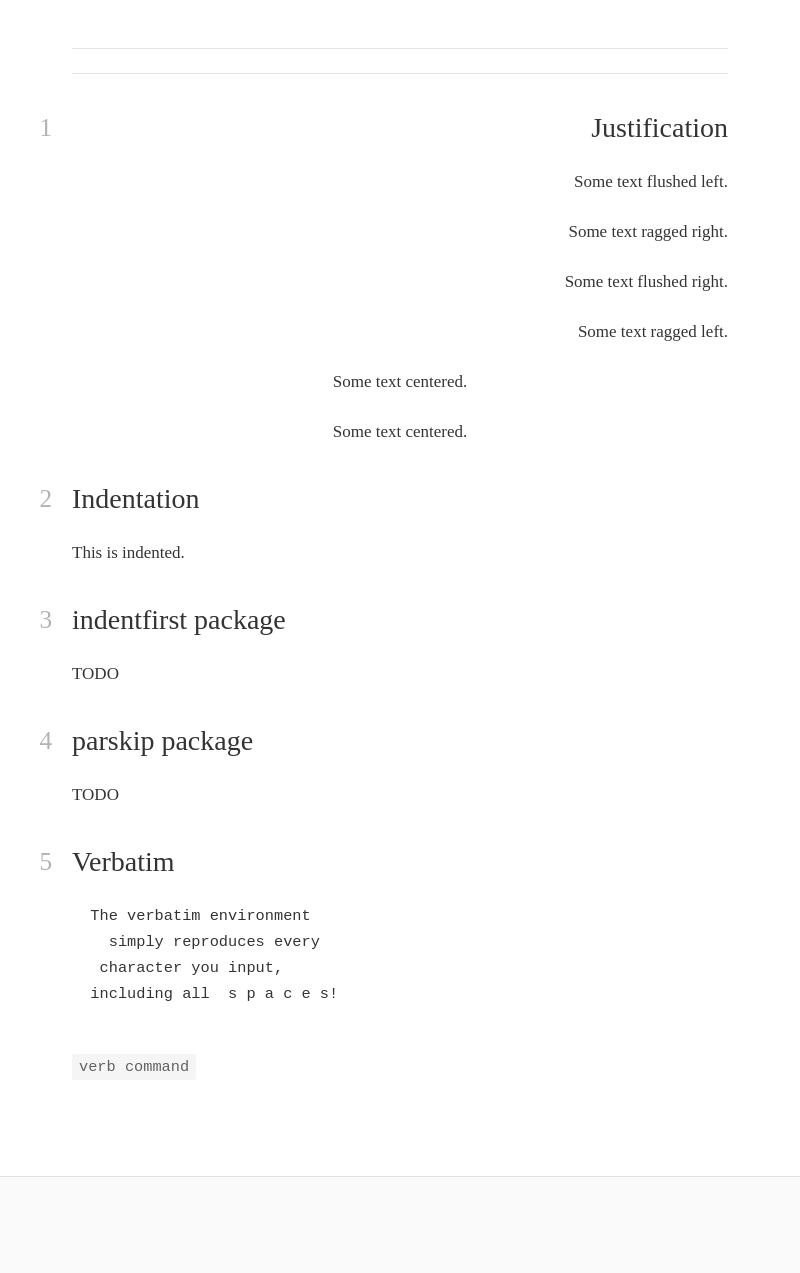 1 Justification
Some text flushed left.
Some text ragged right.
Some text flushed right.
Some text ragged left.
Some text centered.
Some text centered.
2 Indentation
This is indented.
3 indentfirst package
TODO
4 parskip package
TODO
5 Verbatim
  The verbatim environment
    simply reproduces every
   character you input,
  including all  s p a c e s!
verb command